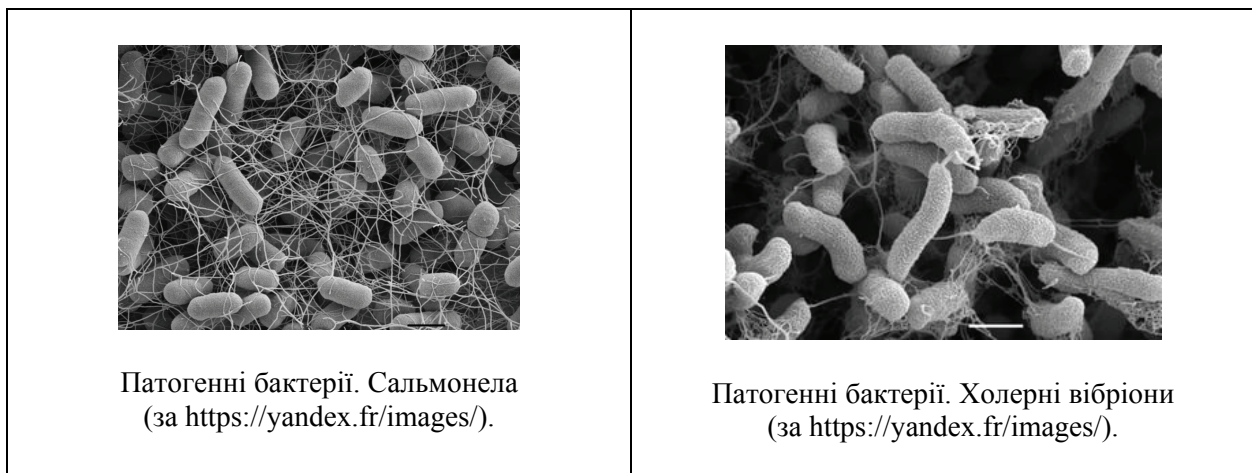 Патогенні бактерії. Сальмонела
(за https://yandex.fr/images/).
Патогенні бактерії. Холерні вібріони
(за https://yandex.fr/images/).